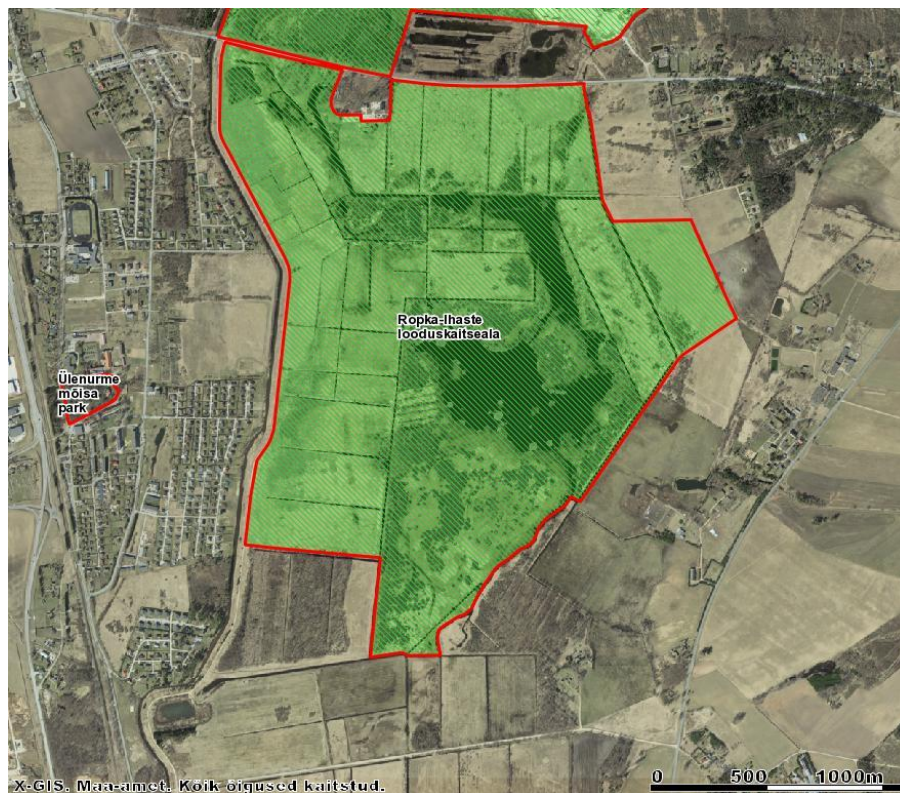 Ropka-Ihaste
looduskaitseala
Ülenurme
mõisa
park
X-GIS. Maa-amet. Kõik õigused kaitstud.
0 500 1000m